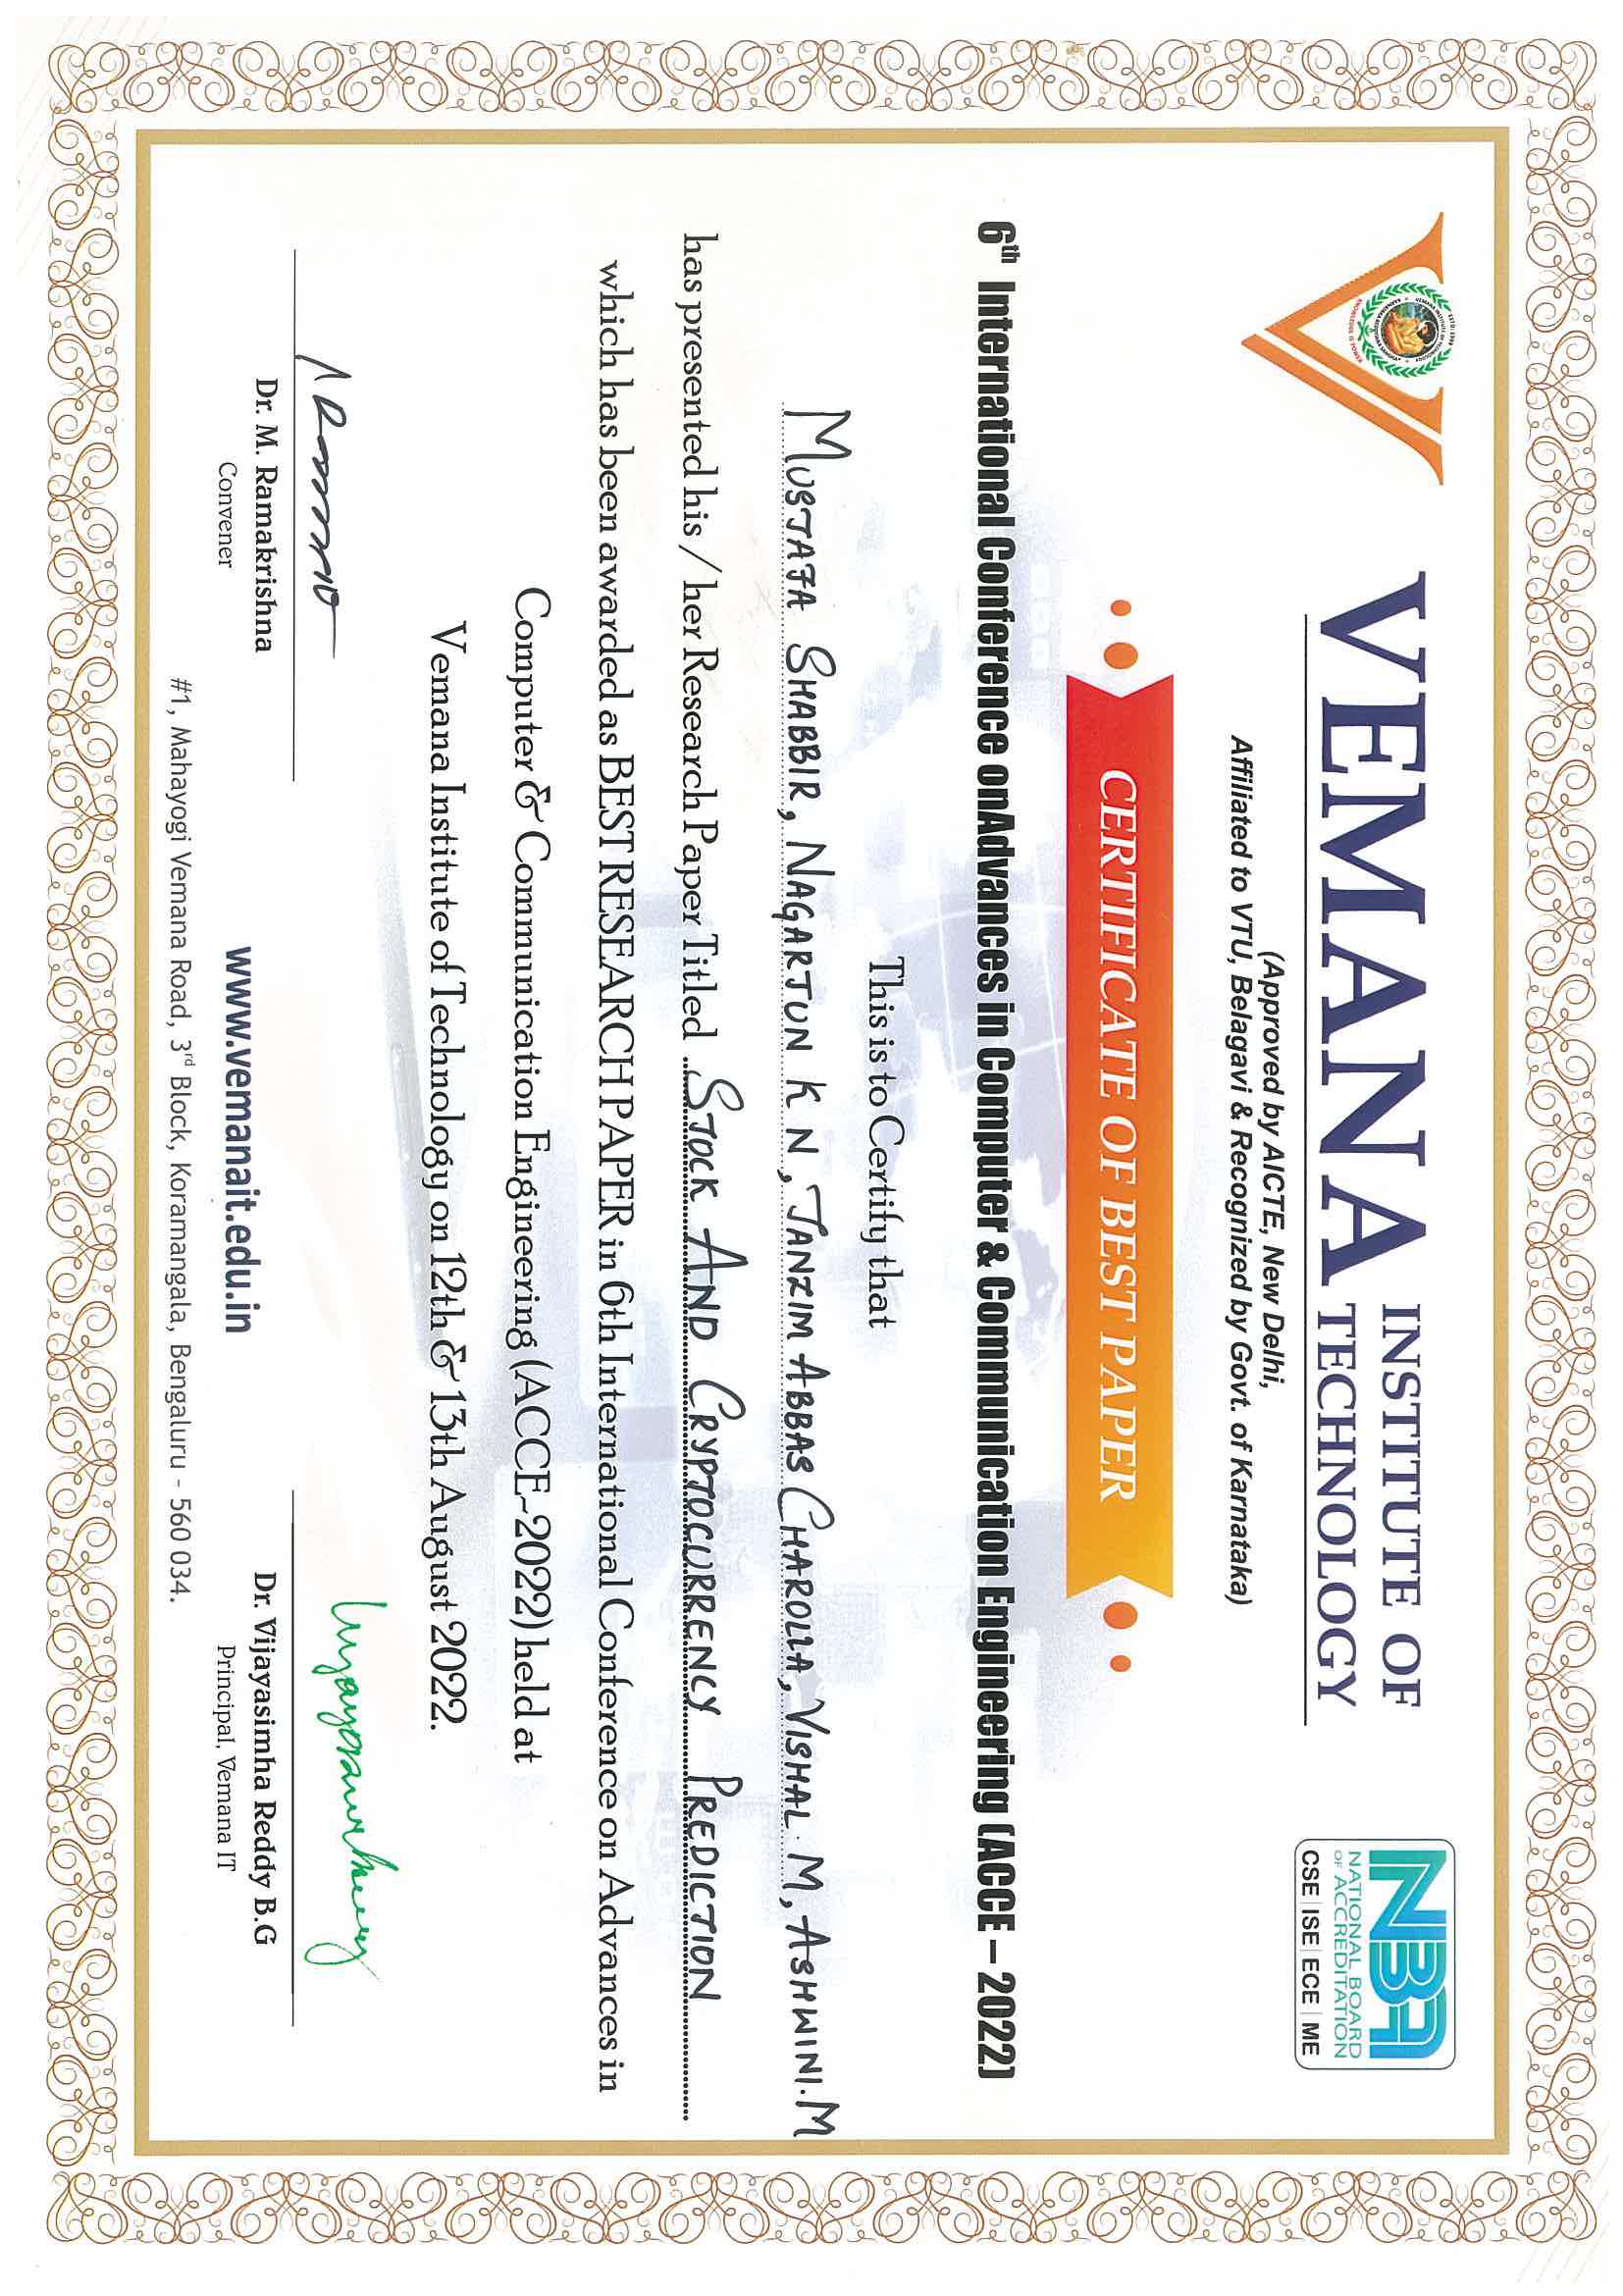 ESTD: 1999
VEMANA INSTITUTE OF TECHNOLOGY
KNOWLEDGE IS POWER
VEMANA INSTITUTE OF TECHNOLOGY
NBA
NATIONAL BOARD
OF ACCREDITATION
CSE | ISE | ECE | ME
(Approved by AICTE, New Delhi,
Affiliated to VTU, Belagavi & Recognized by Govt. of Karnataka)
CERTIFICATE OF BEST PAPER
6th International Conference onAdvances in Computer & Communication Engineering (ACCE – 2022)
This is to Certify that
MUSTAFA SHABBIR, NAGARJUN K N, TANZIM ABBAS CHAROLIA, VISHAL M, ASHWINI.M
has presented his / her Research Paper Titled STOCK AND CRYPTOCURRENCY PREDICTION
which has been awarded as BEST RESEARCH PAPER in 6th International Conference on Advances in
Computer & Communication Engineering (ACCE-2022) held at
Vemana Institute of Technology on 12th & 13th August 2022.
Dr. M. Ramakrishna
Convener
Dr. Vijayasimha Reddy B.G
Principal, Vemana IT
www.vemanait.edu.in
#1, Mahayogi Vemana Road, 3rd Block, Koramangala, Bengaluru - 560 034.